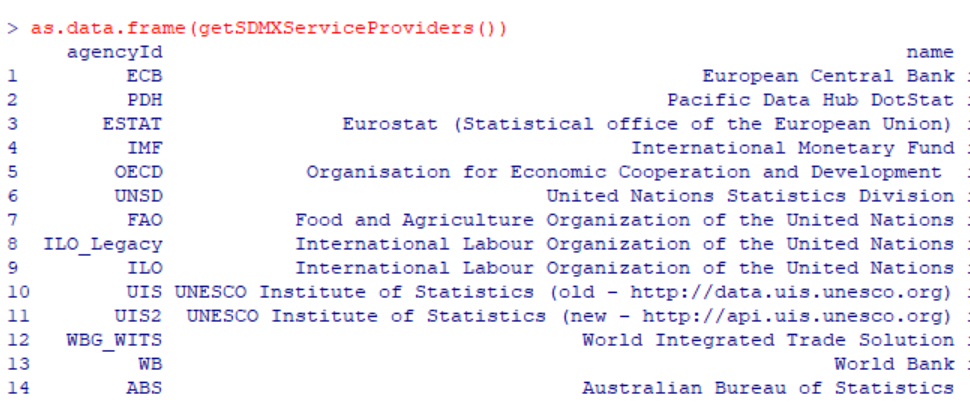 > as.data.frame(getSDMXServiceProviders())
agencyId name
1 ECB European Central Bank
2 PDH Pacific Data Hub DotStat
3 ESTAT Eurostat (Statistical office of the European Union)
4 IMF International Monetary Fund
5 OECD Organisation for Economic Cooperation and Development
6 UNSD United Nations Statistics Division
7 FAO Food and Agriculture Organization of the United Nations
8 ILO_Legacy International Labour Organization of the United Nations
9 ILO International Labour Organization of the United Nations
10 UIS UNESCO Institute of Statistics (old - http://data.uis.unesco.org)
11 UIS2 UNESCO Institute of Statistics (new - http://api.uis.unesco.org)
12 WBG_WITS World Integrated Trade Solution
13 WB World Bank
14 ABS Australian Bureau of Statistics